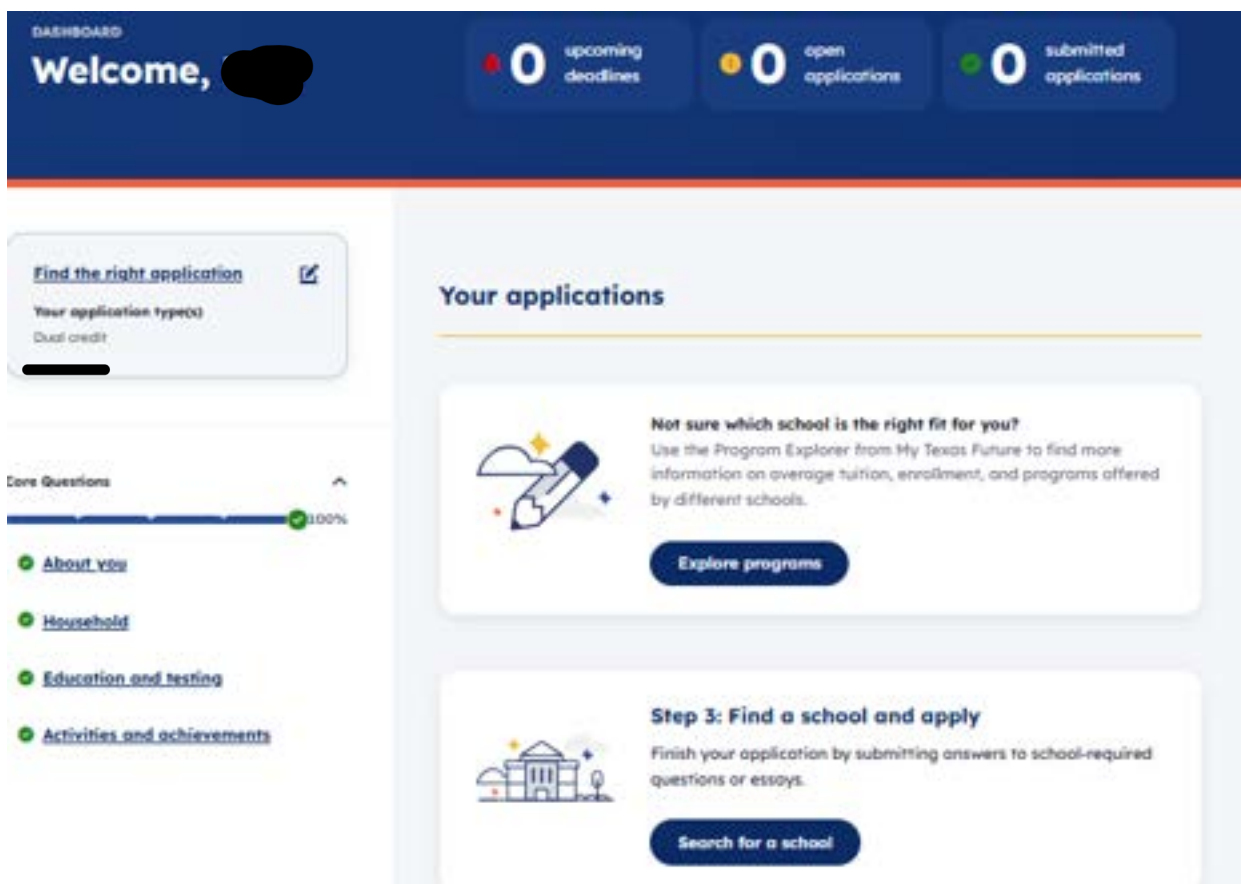 DASHBOARD
Welcome,
0 upcoming
deadlines
0 open
applications
0 submitted
applications
Find the right application
Your application type(s)
Dual credit
Core Questions
100%
About you
Household
Education and testing
Activities and achievements
Your applications
Not sure which school is the right fit for you?
Use the Program Explorer from My Texas Future to find more
information on average tuition, enrollment, and programs offered
by different schools.
Explore programs
Step 3: Find a school and apply
Finish your application by submitting answers to school-required
questions or essays.
Search for a school